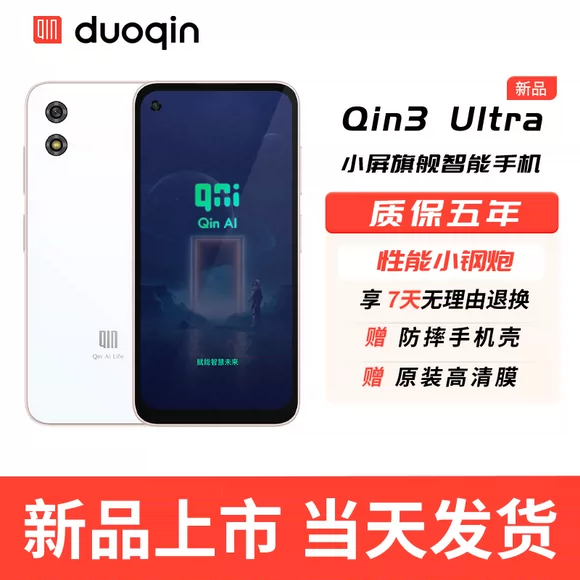 QIN duoqin
新品
Qin3 Ultra
小屏旗舰智能手机
质保五年
性能小钢炮
享 7天无理由退换
赠 防摔手机壳
赠 原装高清膜
Qin AI
赋能智慧未来
QIN
Qin Ai Life
新品上市 当天发货